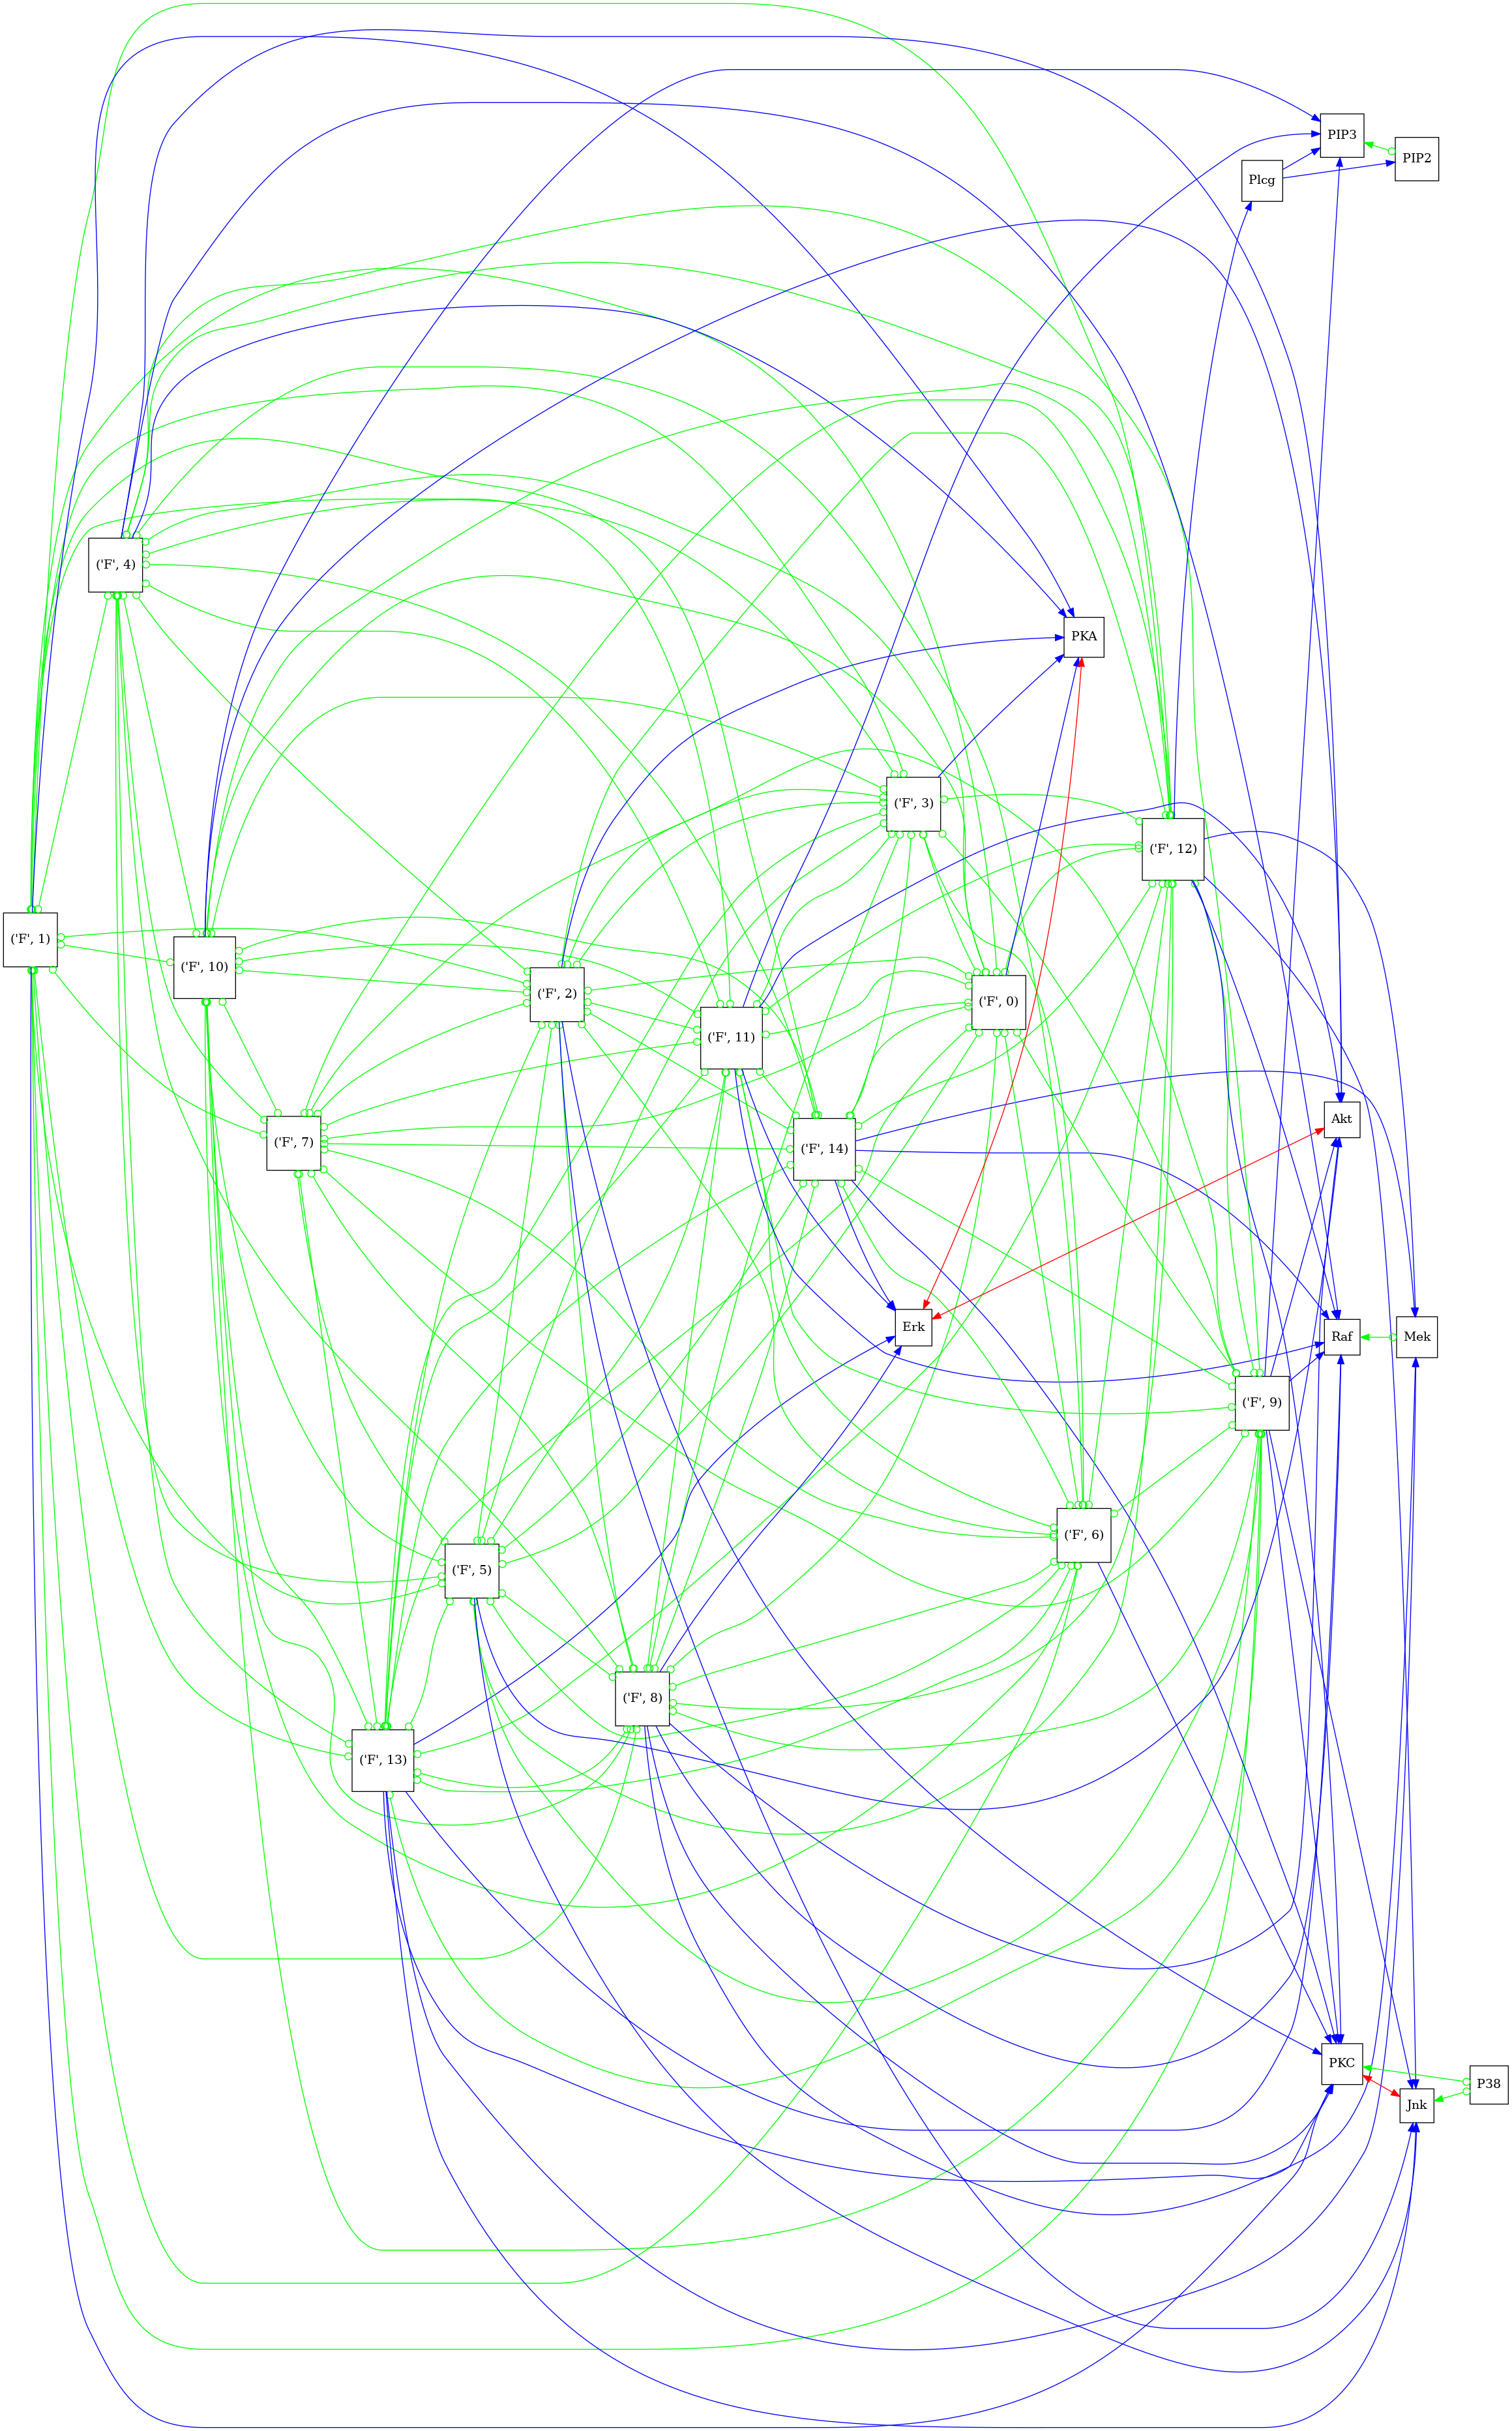 PIP3
PIP2
Plcg
('F', 4)
PKA
('F', 3)
('F', 12)
('F', 1)
('F', 10)
('F', 2)
('F', 0)
('F', 11)
('F', 7)
('F', 14)
Akt
Erk
Raf
Mek
('F', 9)
('F', 6)
('F', 5)
('F', 8)
('F', 13)
PKC
P38
Jnk